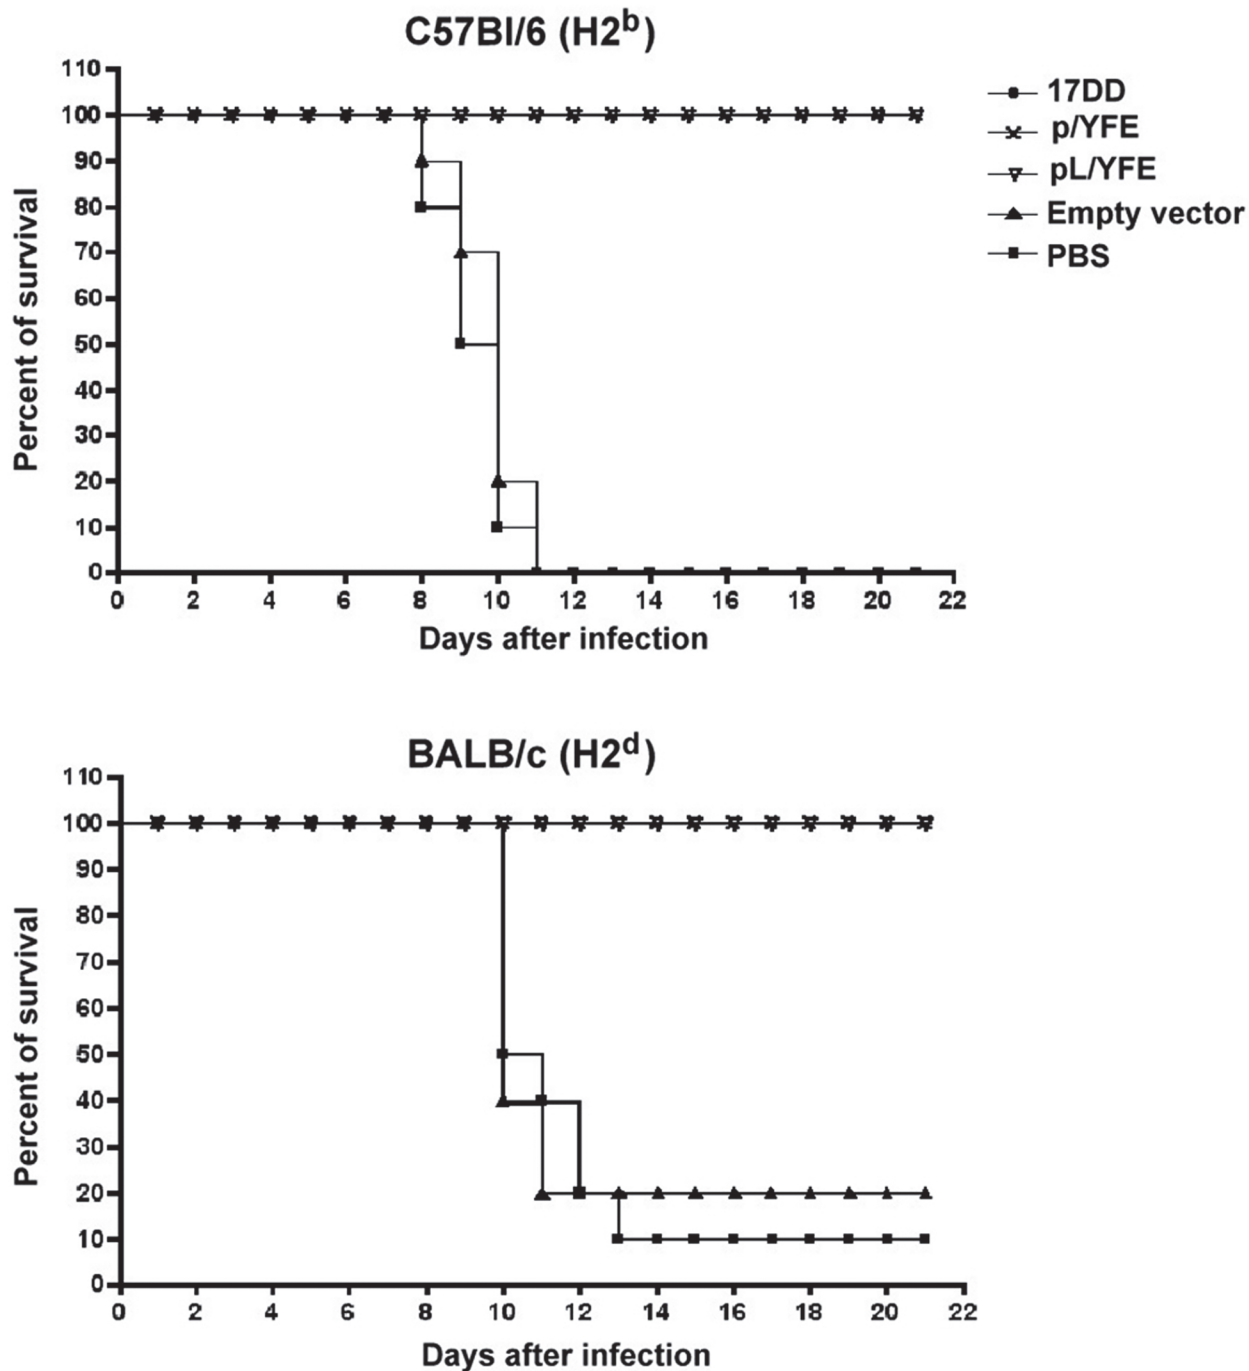 C57Bl/6 (H2ᵇ)
110
100
90
80
70
60
50
40
30
20
10
0
Percent of survival
0 2 4 6 8 10 12 14 16 18 20 22
Days after infection
17DD
p/YFE
pL/YFE
Empty vector
PBS
BALB/c (H2ᵈ)
110
100
90
80
70
60
50
40
30
20
10
0
Percent of survival
0 2 4 6 8 10 12 14 16 18 20 22
Days after infection